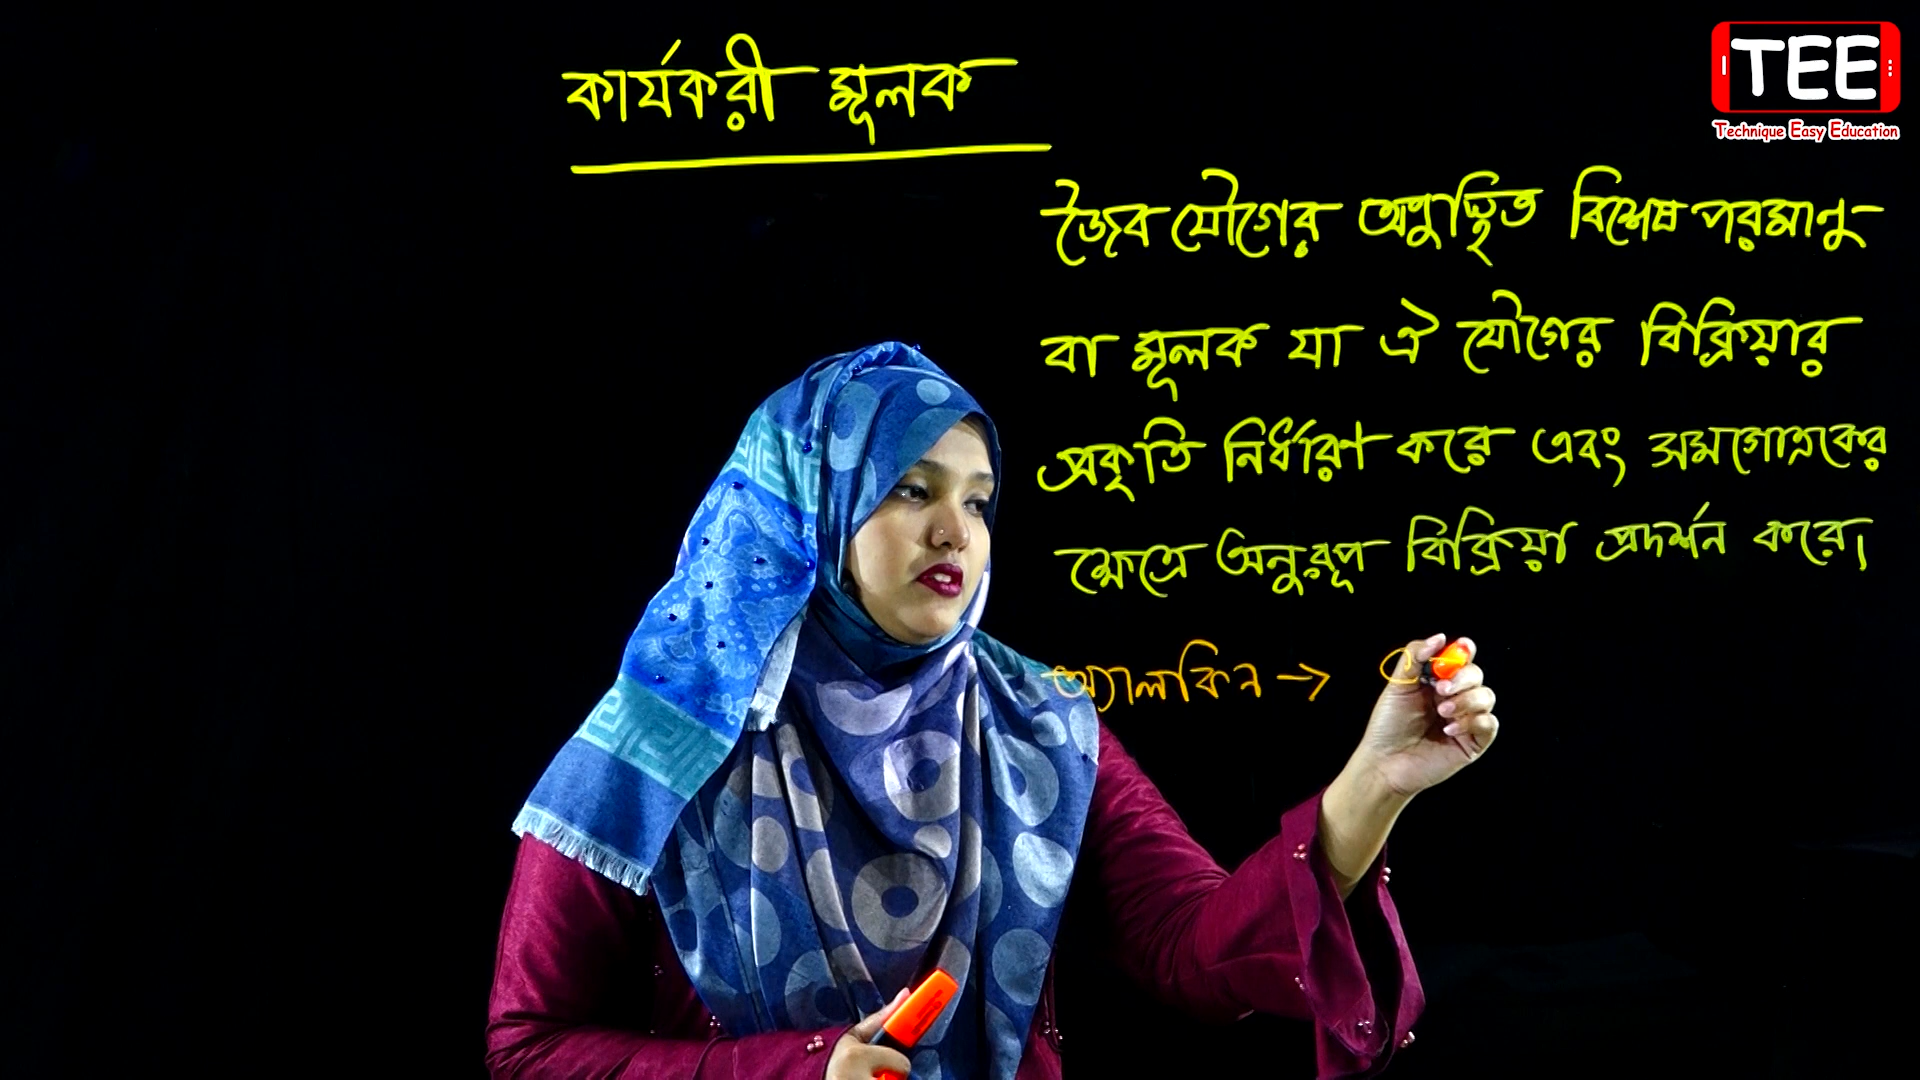 কার্যকরী মূলক
TEE
Technique Easy Education
জৈব যৌগের অণুস্থিত বিশেষ পরমানু
বা মূলক যা ঐ যৌগের বিক্রিয়ার
প্রকৃতি নির্ধারণ করে এবং সমগোত্রকের
ক্ষেত্রে অনুরূপ বিক্রিয়া প্রদর্শন করে।
অ্যালকিন →